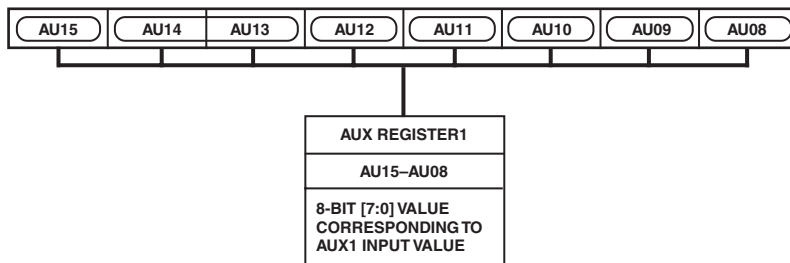 AU15 AU14 AU13 AU12 AU11 AU10 AU09 AU08
AUX REGISTER1
AU15–AU08
8-BIT [7:0] VALUE
CORRESPONDING TO
AUX1 INPUT VALUE